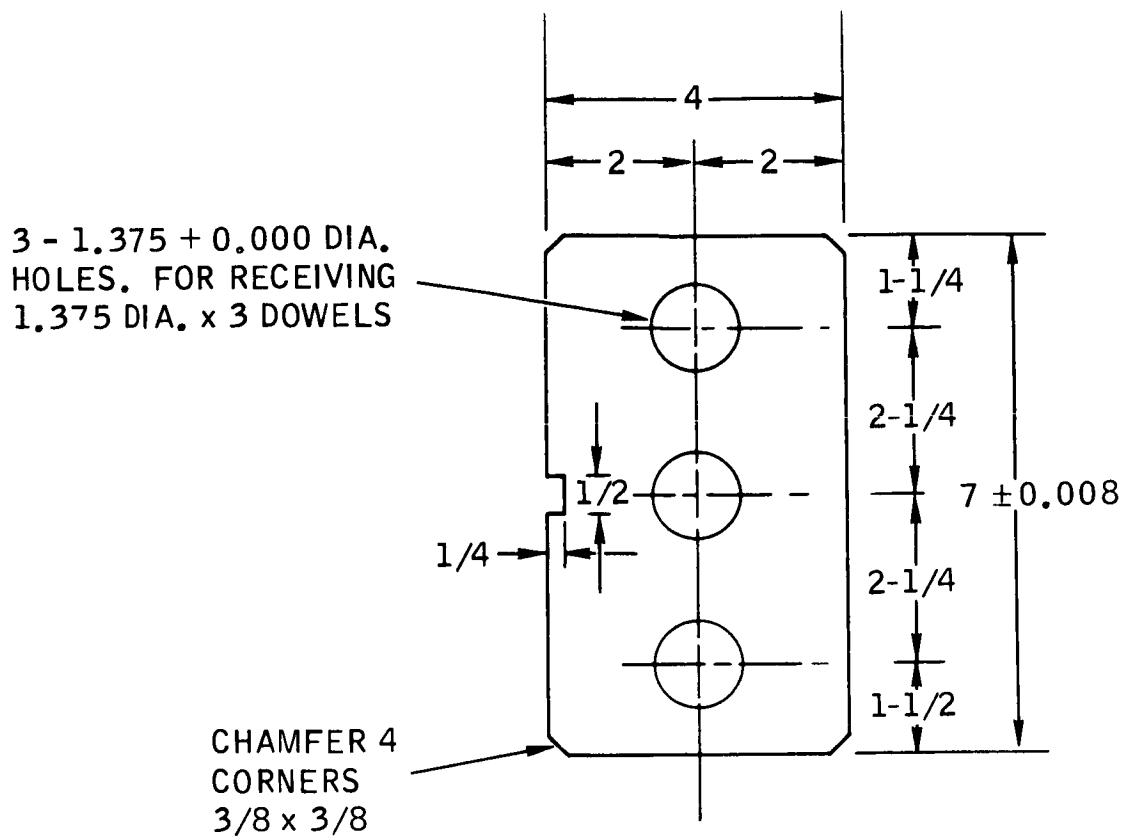 4
2
2
3 - 1.375 + 0.000 DIA.
HOLES. FOR RECEIVING
1.375 DIA. x 3 DOWELS
1-1/4
2-1/4
1/2
7 ±0.008
1/4
2-1/4
1-1/2
CHAMFER 4
CORNERS
3/8 x 3/8